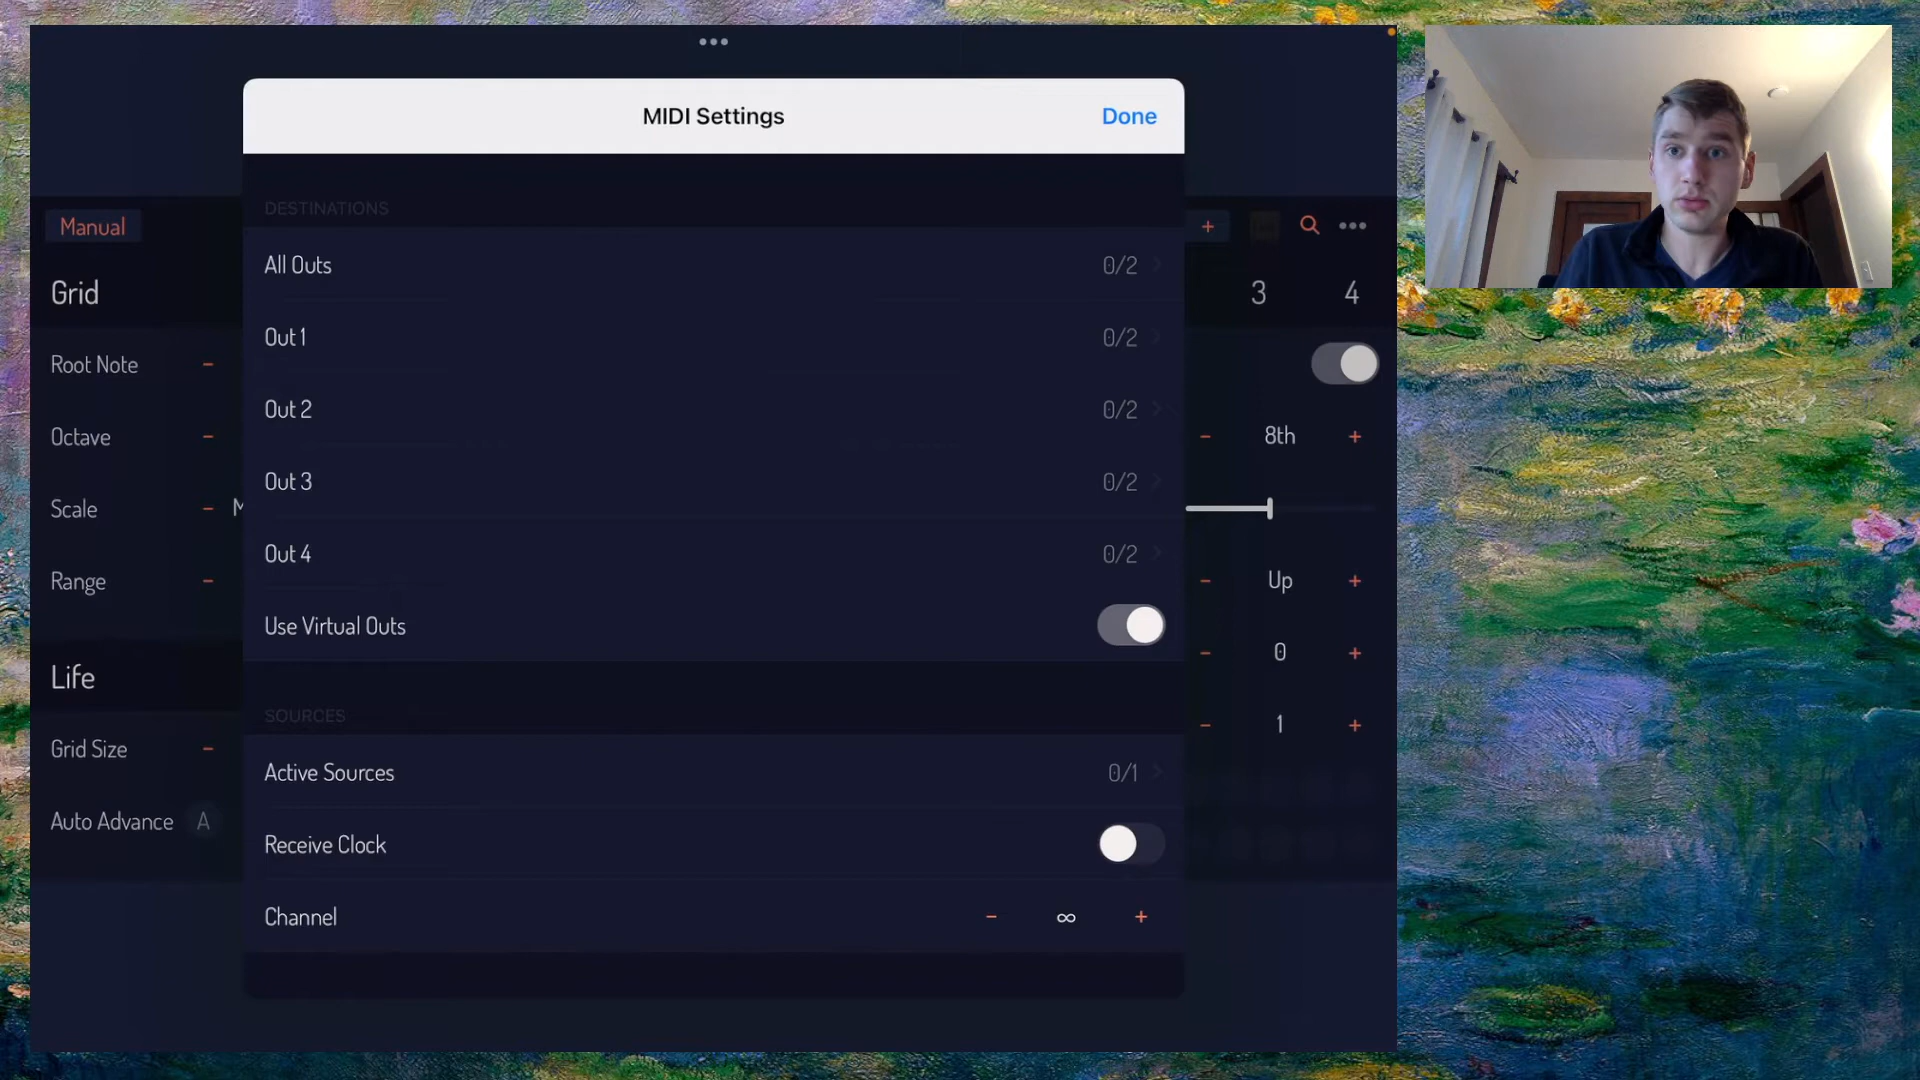 MIDI Settings
Done
DESTINATIONS
All Outs 0/2
Out 1 0/2
Out 2 0/2
Out 3 0/2
Out 4 0/2
Use Virtual Outs
SOURCES
Active Sources 0/1
Receive Clock
Channel - ∞ +
Manual
Grid
Root Note -
Octave -
Scale - M
Range -
Life
Grid Size -
Auto Advance A
+
3 4
- 8th +
- Up +
- 0 +
- 1 +